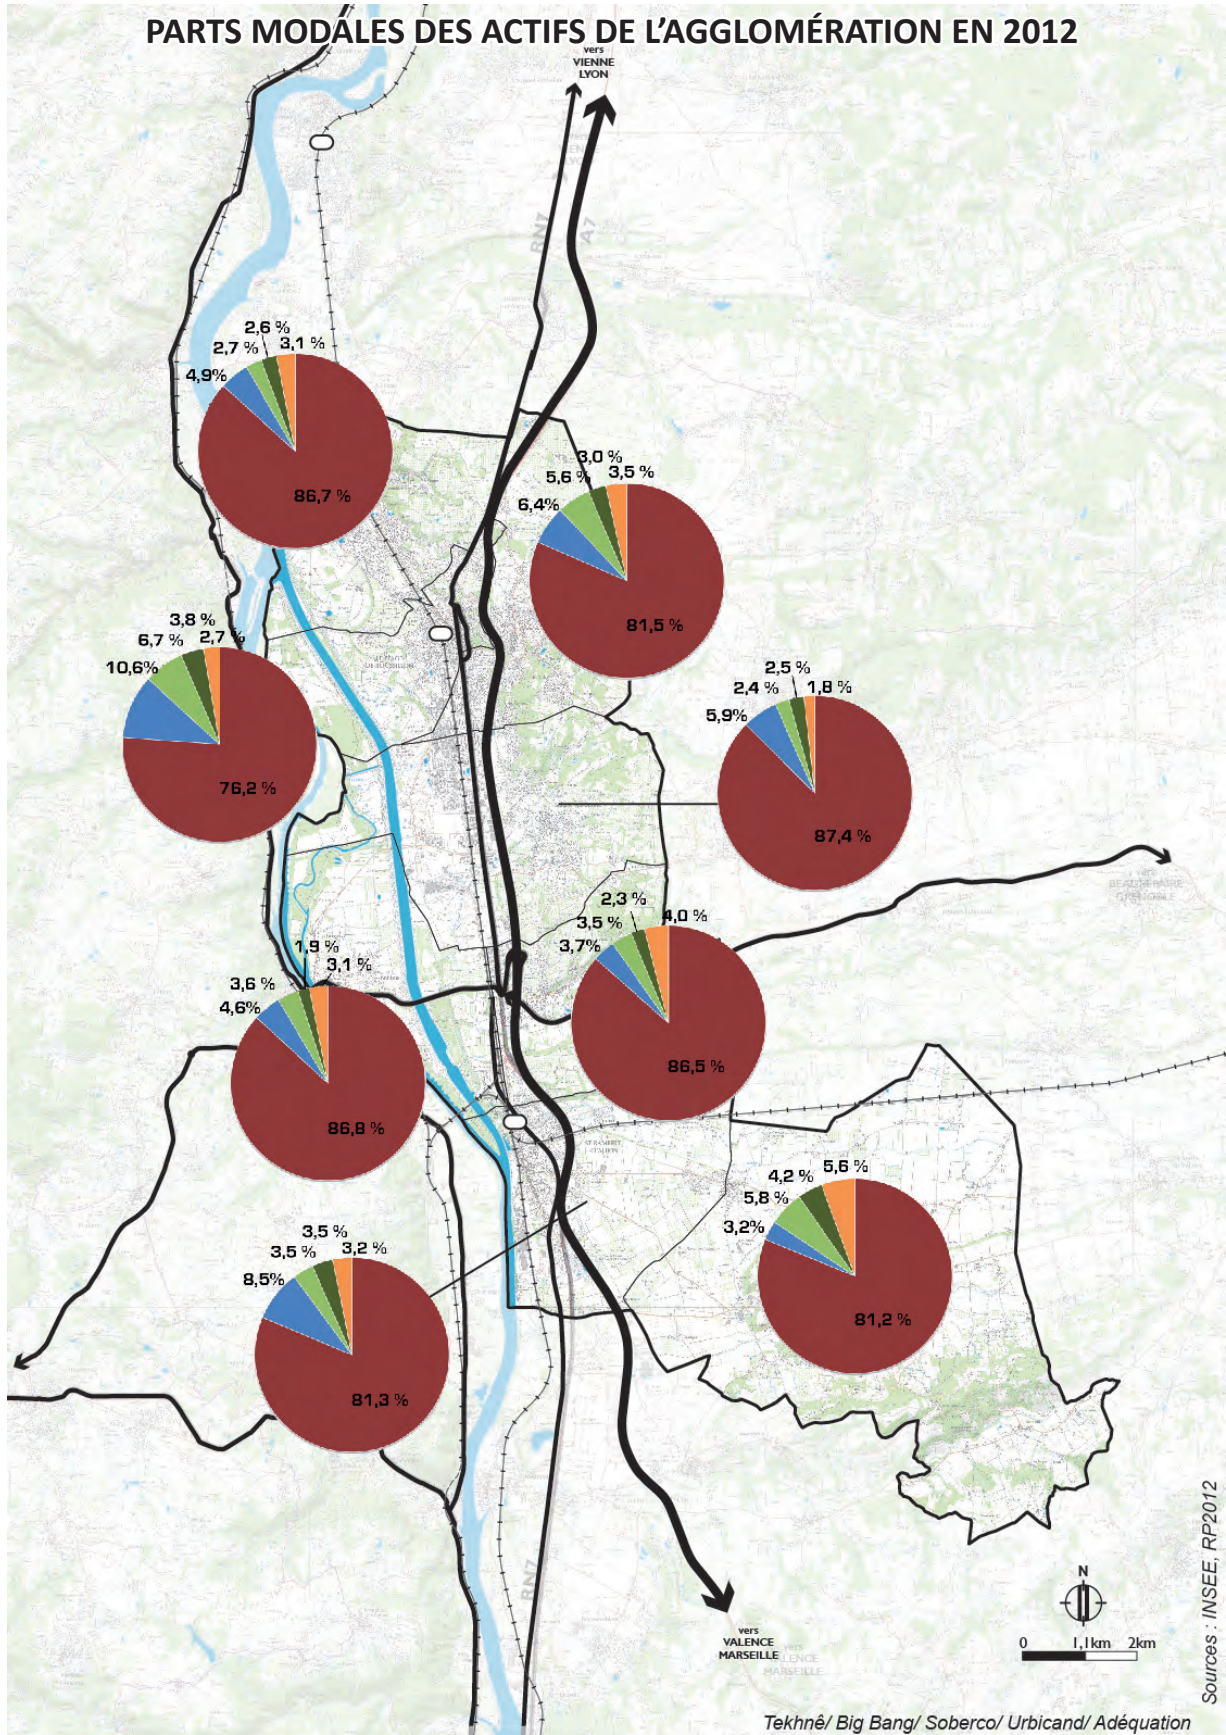 PARTS MODALES DES ACTIFS DE L'AGGLOMÉRATION EN 2012
vers
VIENNE
LYON
RN7
A7
2,6 %
2,7 %
3,1 %
4,9%
86,7 %
3,0 %
5,6 %
3,5 %
6,4%
81,5 %
3,8 %
6,7 %
2,7 %
10,6%
76,2 %
2,5 %
2,4 %
1,8 %
5,9%
87,4 %
2,3 %
4,0 %
3,5 %
3,7%
86,5 %
1,9 %
3,1 %
3,6 %
4,6%
86,8 %
4,2 %
5,6 %
5,8 %
3,2%
81,2 %
3,5 %
3,5 %
3,2 %
8,5%
81,3 %
RN7
vers
VALENCE
MARSEILLE
N
0 1,1km 2km
Sources : INSEE, RP2012
Tekhnê/ Big Bang/ Soberco/ Urbicand/ Adéquation